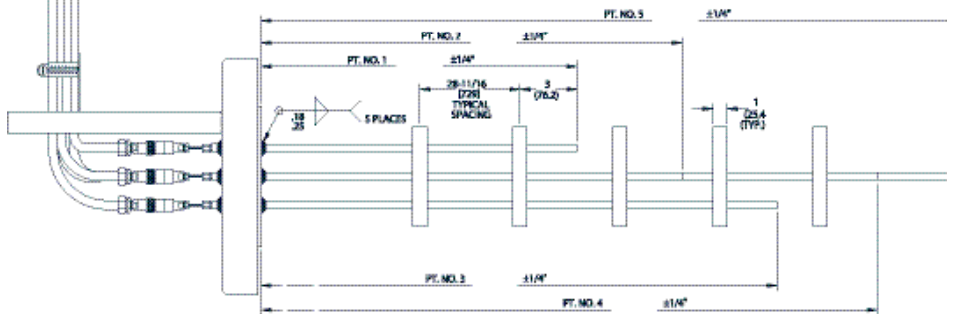 PT. NO. 5 ±1/4"
PT. NO. 2 ±1/4"
PT. NO. 1 ±1/4"
28-11/16
[729]
TYPICAL
SPACING
3
(76.2)
1
(25.4
(TYP.)
.18
.25
5 PLACES
PT. NO. 3 ±1/4"
PT. NO. 4 ±1/4"